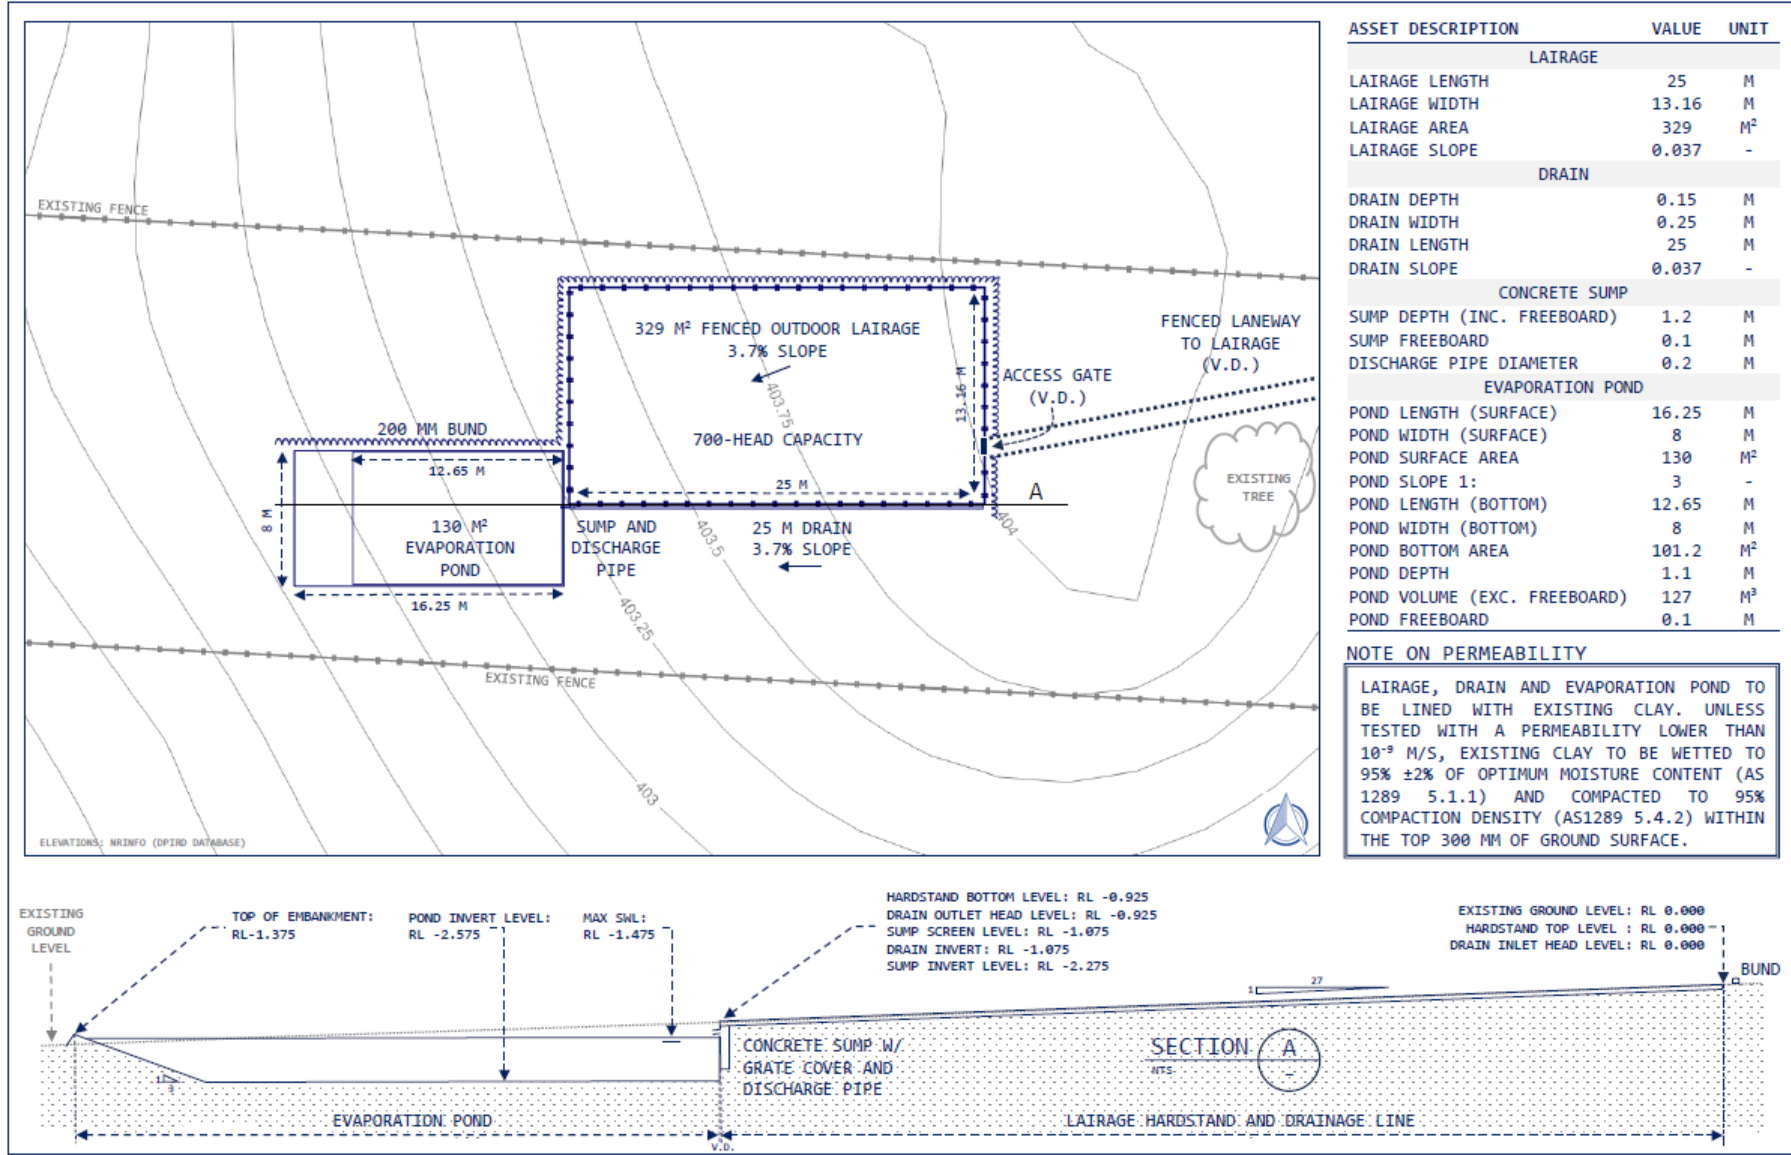 EXISTING FENCE
329 M² FENCED OUTDOOR LAIRAGE
3.7% SLOPE
403.75
13.16 M
FENCED LANEWAY
TO LAIRAGE
(V.D.)
ACCESS GATE
(V.D.)
200 MM BUND
700-HEAD CAPACITY
12.65 M
25 M
A
EXISTING
TREE
8 M
130 M²
EVAPORATION
POND
SUMP AND
DISCHARGE
PIPE
403.5
25 M DRAIN
3.7% SLOPE
404
16.25 M
403.25
EXISTING FENCE
403
ELEVATIONS: NRINFO (DPIRD DATABASE)
ASSET DESCRIPTION VALUE UNIT
LAIRAGE
LAIRAGE LENGTH 25 M
LAIRAGE WIDTH 13.16 M
LAIRAGE AREA 329 M²
LAIRAGE SLOPE 0.037 -
DRAIN
DRAIN DEPTH 0.15 M
DRAIN WIDTH 0.25 M
DRAIN LENGTH 25 M
DRAIN SLOPE 0.037 -
CONCRETE SUMP
SUMP DEPTH (INC. FREEBOARD) 1.2 M
SUMP FREEBOARD 0.1 M
DISCHARGE PIPE DIAMETER 0.2 M
EVAPORATION POND
POND LENGTH (SURFACE) 16.25 M
POND WIDTH (SURFACE) 8 M
POND SURFACE AREA 130 M²
POND SLOPE 1: 3 -
POND LENGTH (BOTTOM) 12.65 M
POND WIDTH (BOTTOM) 8 M
POND BOTTOM AREA 101.2 M²
POND DEPTH 1.1 M
POND VOLUME (EXC. FREEBOARD) 127 M³
POND FREEBOARD 0.1 M
NOTE ON PERMEABILITY
LAIRAGE, DRAIN AND EVAPORATION POND TO
BE LINED WITH EXISTING CLAY. UNLESS
TESTED WITH A PERMEABILITY LOWER THAN
10⁻⁹ M/S, EXISTING CLAY TO BE WETTED TO
95% ±2% OF OPTIMUM MOISTURE CONTENT (AS
1289 5.1.1) AND COMPACTED TO 95%
COMPACTION DENSITY (AS1289 5.4.2) WITHIN
THE TOP 300 MM OF GROUND SURFACE.
EXISTING
GROUND
LEVEL
TOP OF EMBANKMENT:
RL-1.375
POND INVERT LEVEL:
RL -2.575
MAX SWL:
RL -1.475
HARDSTAND BOTTOM LEVEL: RL -0.925
DRAIN OUTLET HEAD LEVEL: RL -0.925
SUMP SCREEN LEVEL: RL -1.075
DRAIN INVERT: RL -1.075
SUMP INVERT LEVEL: RL -2.275
EXISTING GROUND LEVEL: RL 0.000
HARDSTAND TOP LEVEL : RL 0.000
DRAIN INLET HEAD LEVEL: RL 0.000
BUND
1 27
CONCRETE SUMP W/
GRATE COVER AND
DISCHARGE PIPE
SECTION A
NTS -
1 3
EVAPORATION POND
LAIRAGE HARDSTAND AND DRAINAGE LINE
V.D.